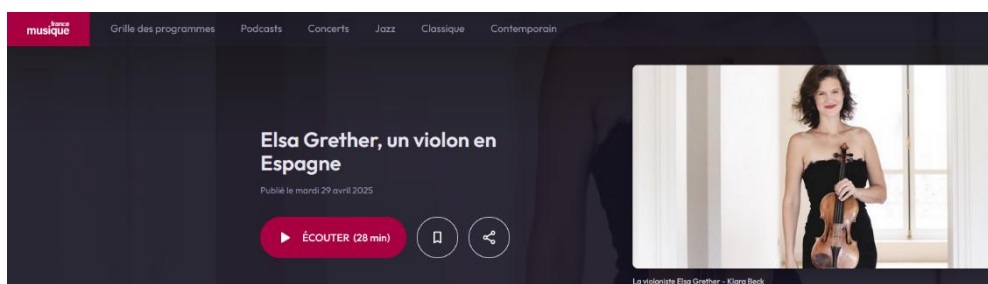 france
musique
Grille des programmes
Podcasts
Concerts
Jazz
Classique
Contemporain
Elsa Grether, un violon en
Espagne
Publié le mardi 29 avril 2025
ÉCOUTER (28 min)
La violoniste Elsa Grether - Klara Beck